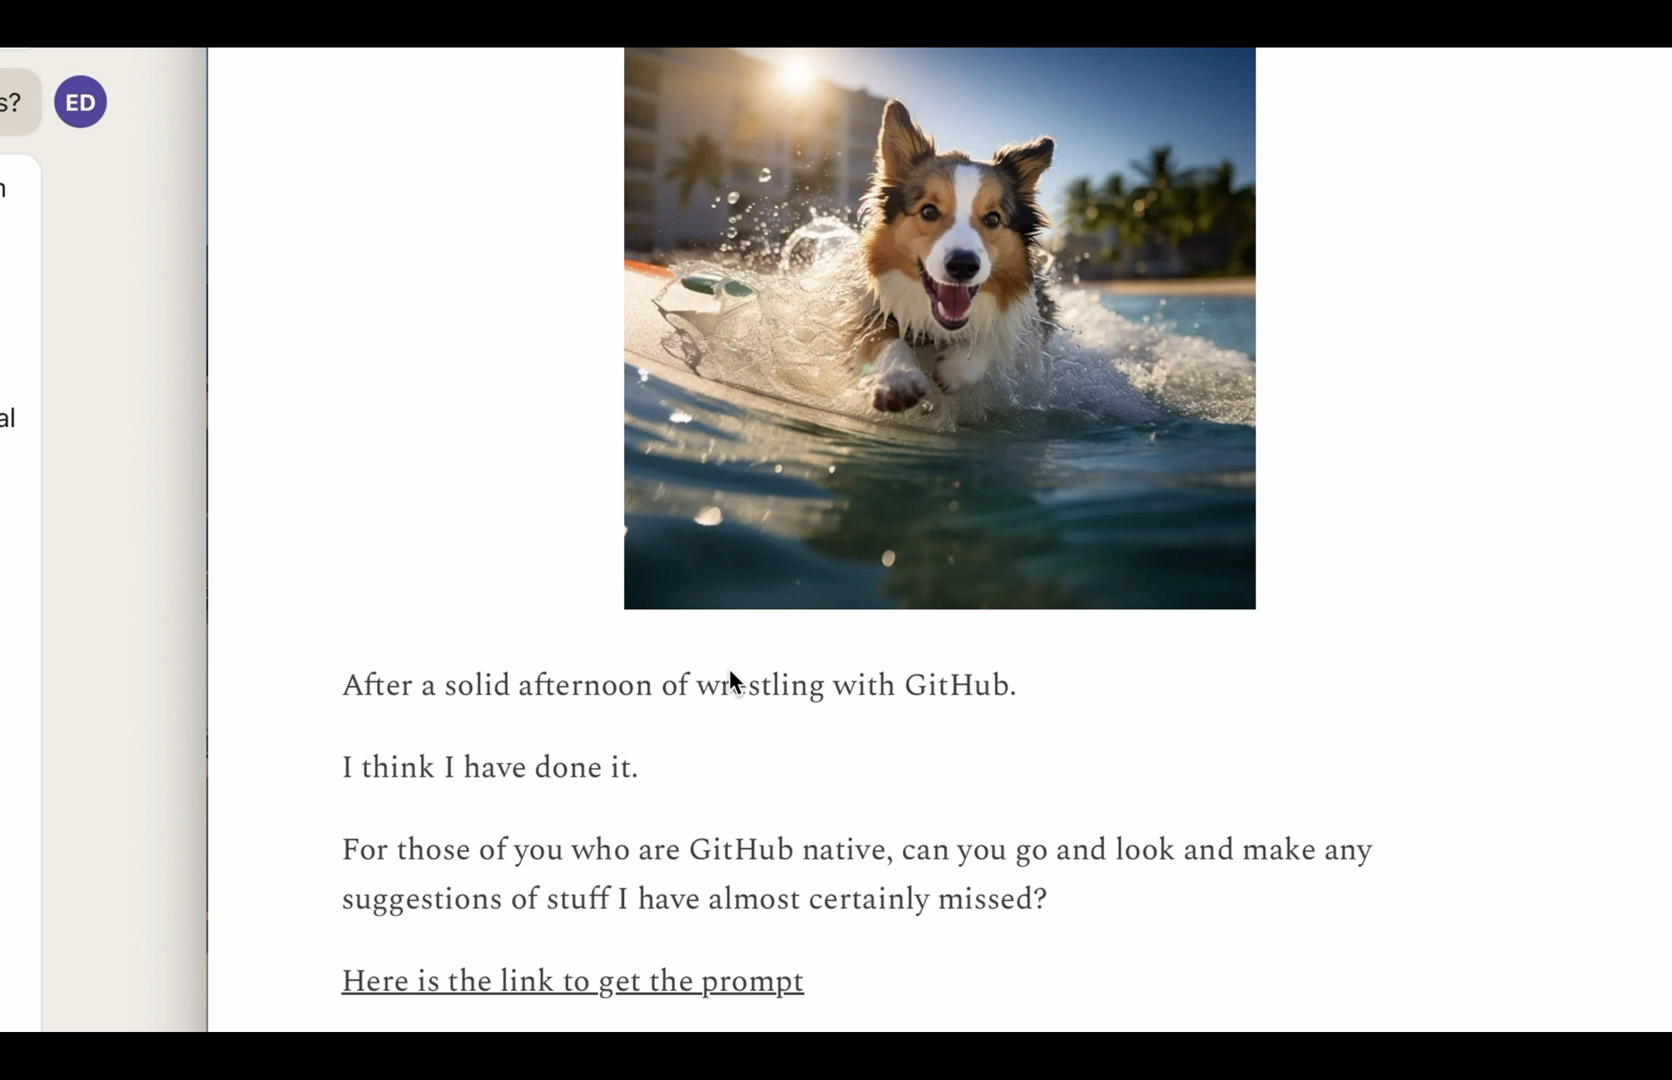 s?
ED
n
al
After a solid afternoon of wrestling with GitHub.
I think I have done it.
For those of you who are GitHub native, can you go and look and make any
suggestions of stuff I have almost certainly missed?
Here is the link to get the prompt